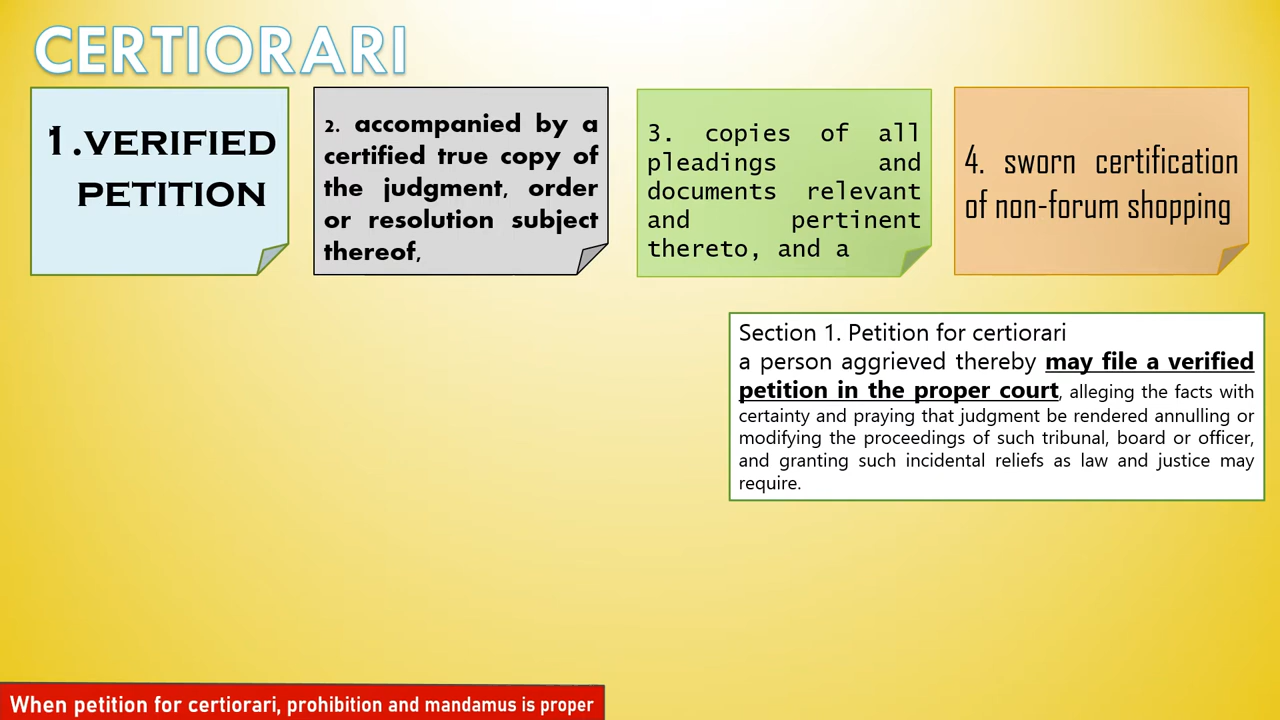 CERTIORARI
1.VERIFIED
PETITION
2. accompanied by a
certified true copy of
the judgment, order
or resolution subject
thereof,
3. copies of all
pleadings and
documents relevant
and pertinent
thereto, and a
4. sworn certification
of non-forum shopping
Section 1. Petition for certiorari
a person aggrieved thereby may file a verified
petition in the proper court, alleging the facts with
certainty and praying that judgment be rendered annulling or
modifying the proceedings of such tribunal, board or officer,
and granting such incidental reliefs as law and justice may
require.
When petition for certiorari, prohibition and mandamus is proper